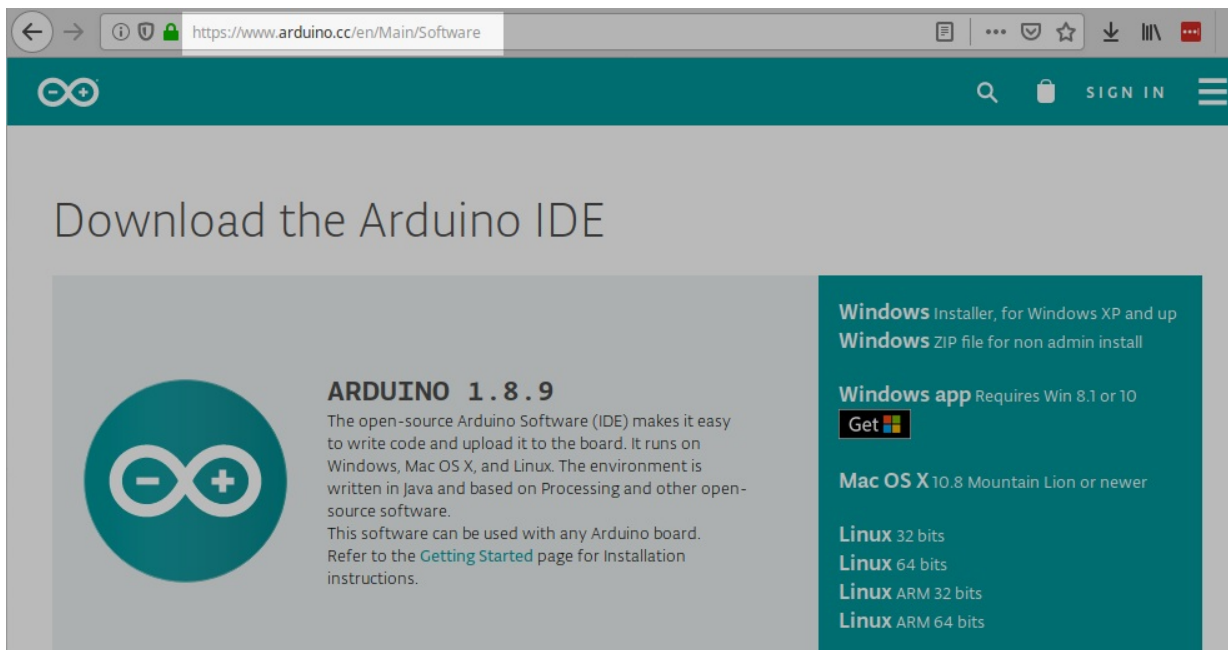 https://www.arduino.cc/en/Main/Software
SIGN IN
Download the Arduino IDE
ARDUINO 1.8.9
The open-source Arduino Software (IDE) makes it easy
to write code and upload it to the board. It runs on
Windows, Mac OS X, and Linux. The environment is
written in Java and based on Processing and other open-
source software.
This software can be used with any Arduino board.
Refer to the Getting Started page for Installation
instructions.
Windows Installer, for Windows XP and up
Windows ZIP file for non admin install
Windows app Requires Win 8.1 or 10
Get
Mac OS X 10.8 Mountain Lion or newer
Linux 32 bits
Linux 64 bits
Linux ARM 32 bits
Linux ARM 64 bits